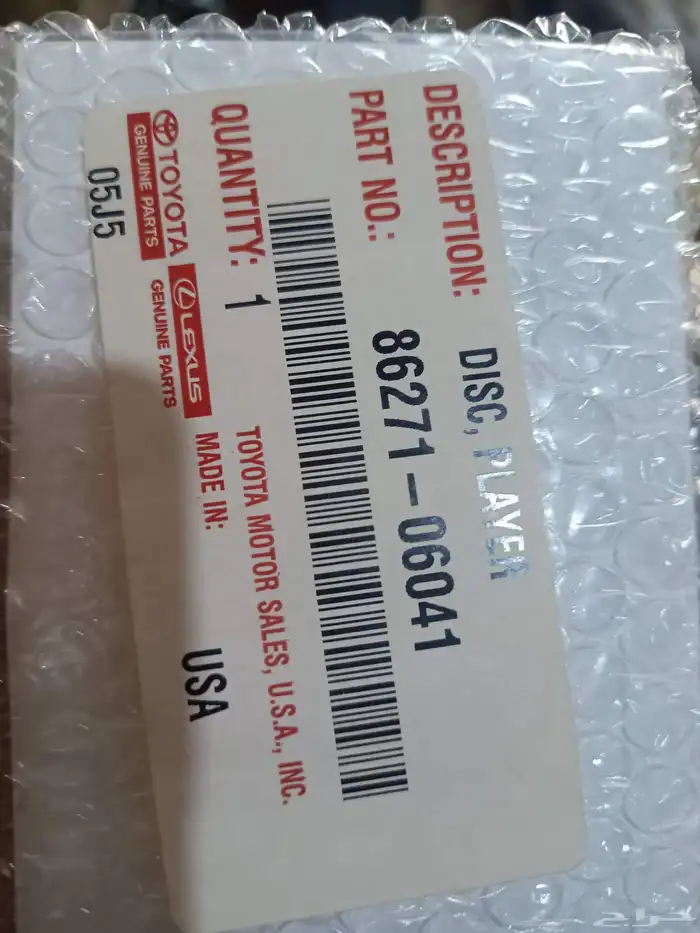 DESCRIPTION: DISC, PLAYER
PART NO.: 86271-06041
QUANTITY: 1
TOYOTA MOTOR SALES, U.S.A., INC.
TOYOTA
GENUINE PARTS
LEXUS
GENUINE PARTS
MADE IN: USA
05J5
حراج